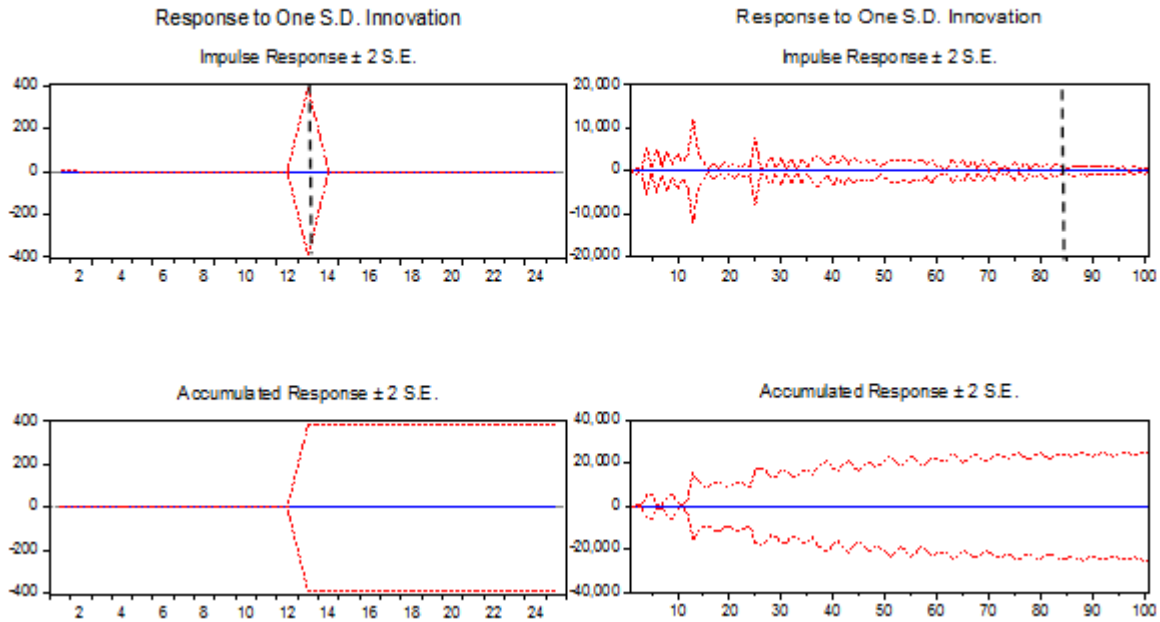 Response to One S.D. Innovation
Impulse Response ± 2 S.E.
400
200
0
-200
-400
2 4 6 8 10 12 14 16 18 20 22 24
Response to One S.D. Innovation
Impulse Response ± 2 S.E.
20,000
10,000
0
-10,000
-20,000
10 20 30 40 50 60 70 80 90 100
Accumulated Response ± 2 S.E.
400
200
0
-200
-400
2 4 6 8 10 12 14 16 18 20 22 24
Accumulated Response ± 2 S.E.
40,000
20,000
0
-20,000
-40,000
10 20 30 40 50 60 70 80 90 100